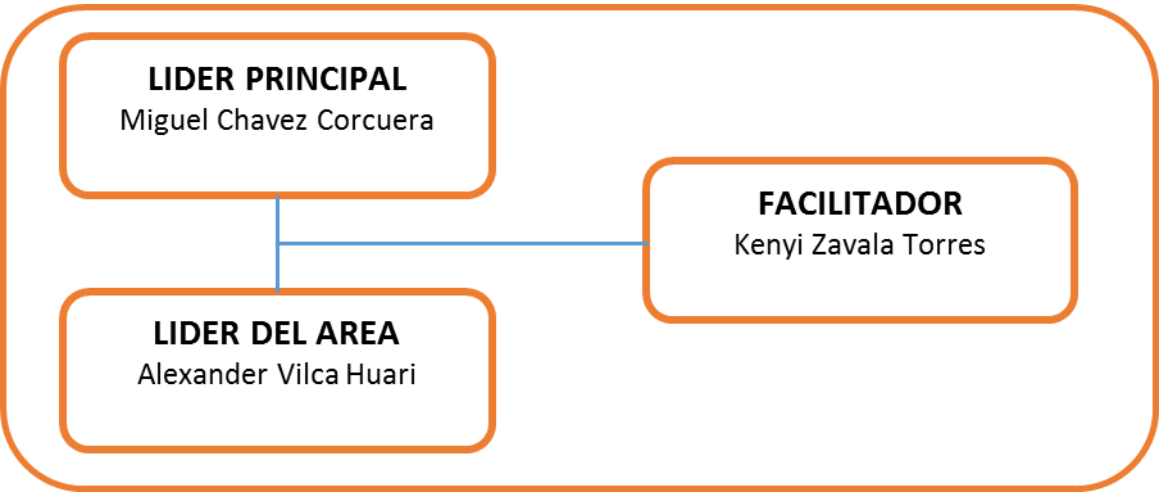 LIDER PRINCIPAL
Miguel Chavez Corcuera
FACILITADOR
Kenyi Zavala Torres
LIDER DEL AREA
Alexander Vilca Huari